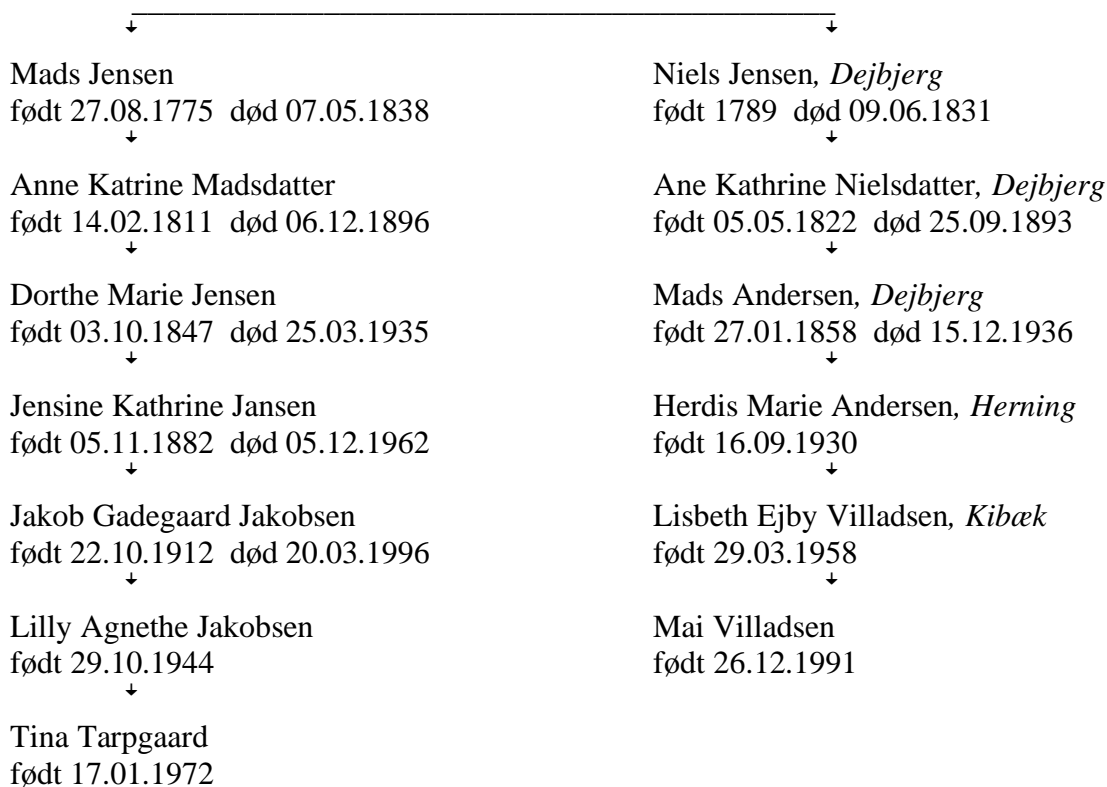 Mads Jensen
født 27.08.1775 død 07.05.1838
Anne Katrine Madsdatter
født 14.02.1811 død 06.12.1896
Dorthe Marie Jensen
født 03.10.1847 død 25.03.1935
Jensine Kathrine Jansen
født 05.11.1882 død 05.12.1962
Jakob Gadegaard Jakobsen
født 22.10.1912 død 20.03.1996
Lilly Agnethe Jakobsen
født 29.10.1944
Tina Tarpgaard
født 17.01.1972
Niels Jensen, Dejbjerg
født 1789 død 09.06.1831
Ane Kathrine Nielsdatter, Dejbjerg
født 05.05.1822 død 25.09.1893
Mads Andersen, Dejbjerg
født 27.01.1858 død 15.12.1936
Herdis Marie Andersen, Herning
født 16.09.1930
Lisbeth Ejby Villadsen, Kibæk
født 29.03.1958
Mai Villadsen
født 26.12.1991